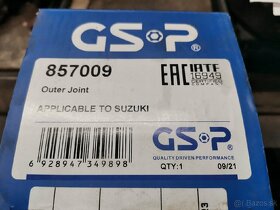 GSP®
857009
EAC
IATF
16949
Outer Joint
APPLICABLE TO SUZUKI
GSP®
QUALITY DRIVEN PERFORMANCE
6 928947 349898
QTY:1 09/21
bazos.sk